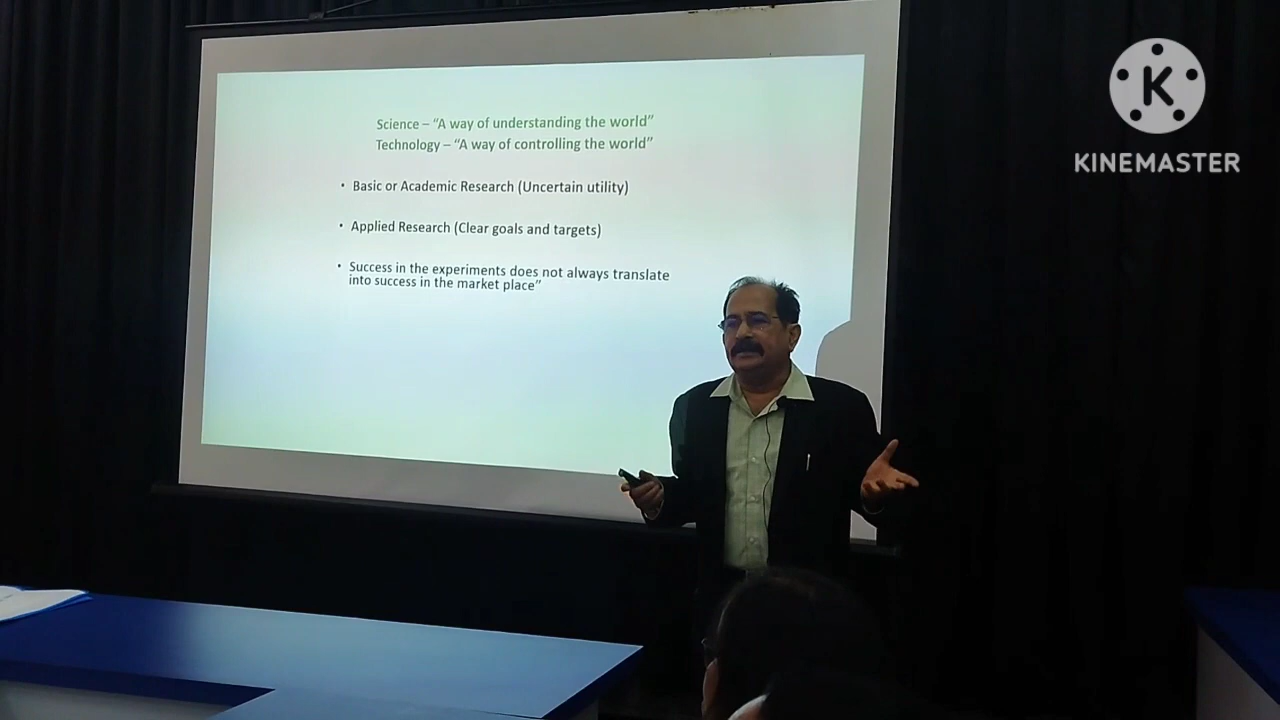 Science – “A way of understanding the world”
Technology – “A way of controlling the world”
• Basic or Academic Research (Uncertain utility)
• Applied Research (Clear goals and targets)
• Success in the experiments does not always translate
into success in the market place”
K
KINEMASTER